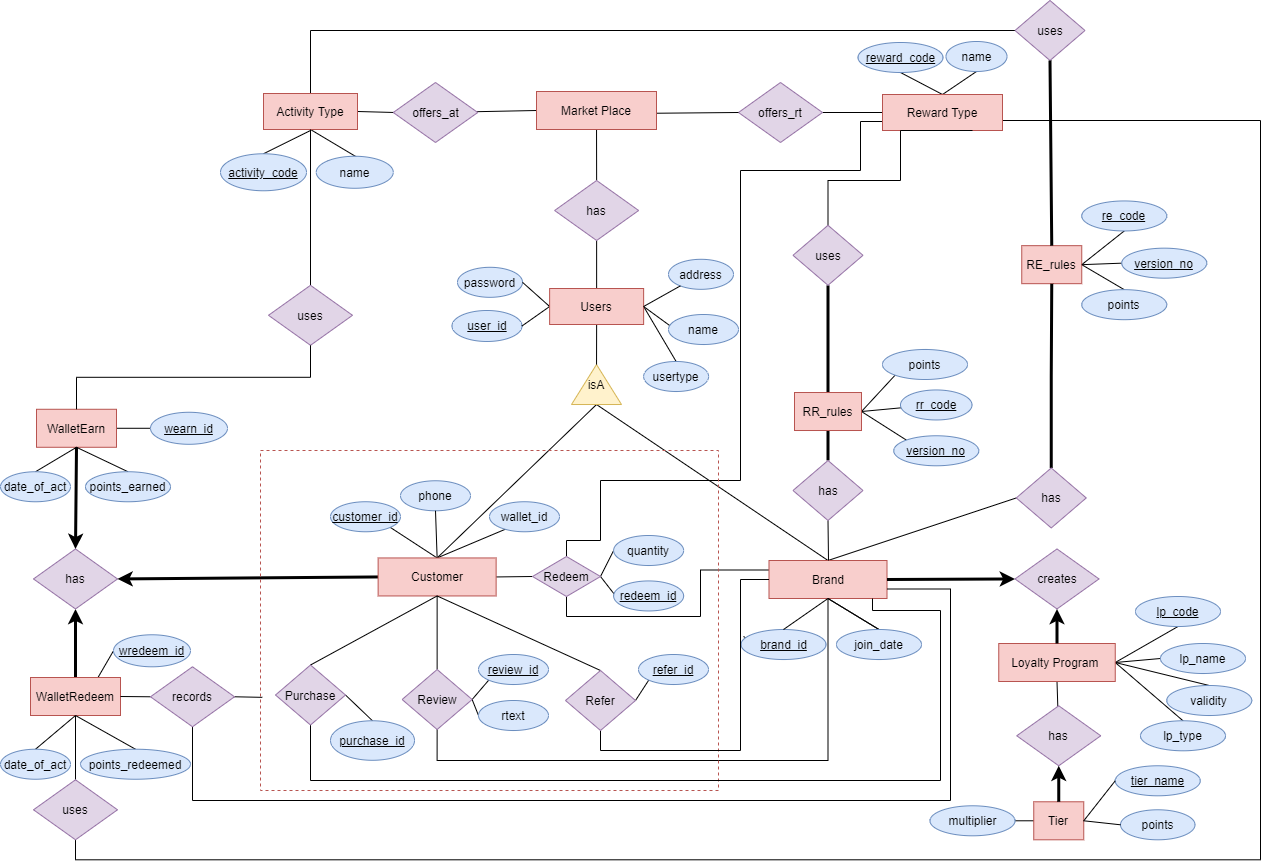 uses
reward_code
name
Activity Type
offers_at
Market Place
offers_rt
Reward Type
activity_code
name
has
re_code
uses
RE_rules
version_no
points
password
address
user_id
Users
name
usertype
uses
isA
points
RR_rules
rr_code
version_no
WalletEarn
wearn_id
date_of_act
points_earned
phone
customer_id
wallet_id
has
has
quantity
has
Customer
Redeem
redeem_id
Brand
creates
brand_id
join_date
lp_code
wredeem_id
Loyalty Program
lp_name
validity
lp_type
WalletRedeem
records
Purchase
Review
review_id
rtext
Refer
refer_id
purchase_id
has
date_of_act
points_redeemed
tier_name
uses
multiplier
Tier
points